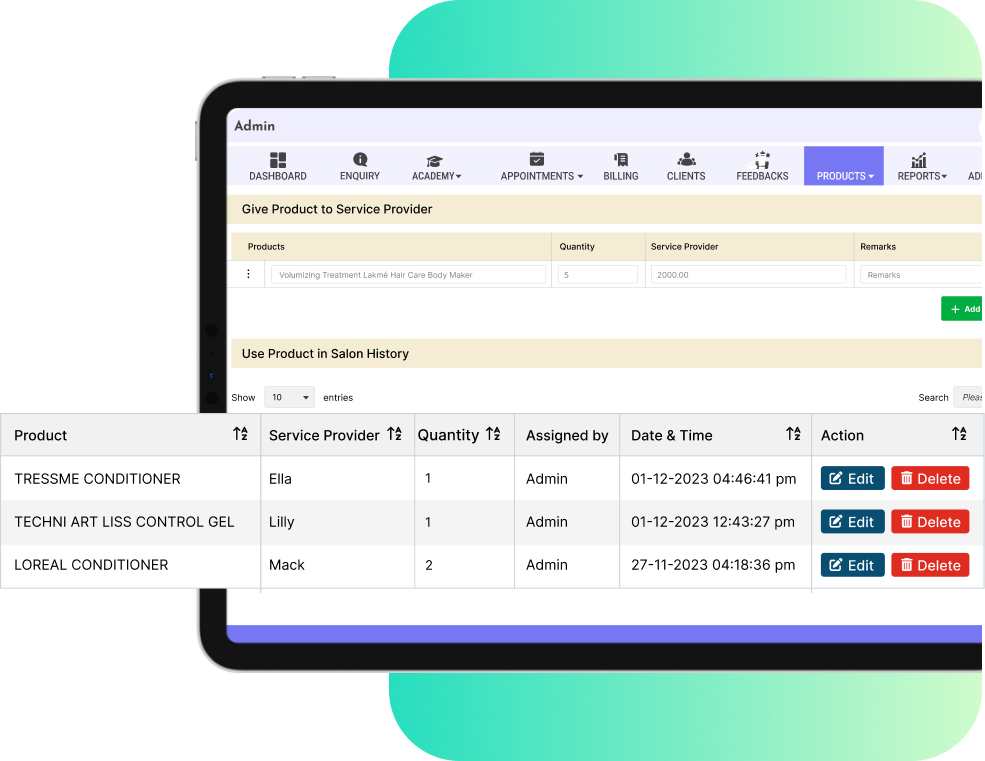 Admin
DASHBOARD ENQUIRY ACADEMY APPOINTMENTS BILLING CLIENTS FEEDBACKS PRODUCTS REPORTS
Give Product to Service Provider
Products Quantity Service Provider Remarks
Volumizing Treatment Lakmé Hair Care Body Maker 5 2000.00 Remarks
+ Add
Use Product in Salon History
Show 10 entries Search
Product Service Provider Quantity Assigned by Date & Time Action
TRESSME CONDITIONER Ella 1 Admin 01-12-2023 04:46:41 pm Edit Delete
TECHNI ART LISS CONTROL GEL Lilly 1 Admin 01-12-2023 12:43:27 pm Edit Delete
LOREAL CONDITIONER Mack 2 Admin 27-11-2023 04:18:36 pm Edit Delete